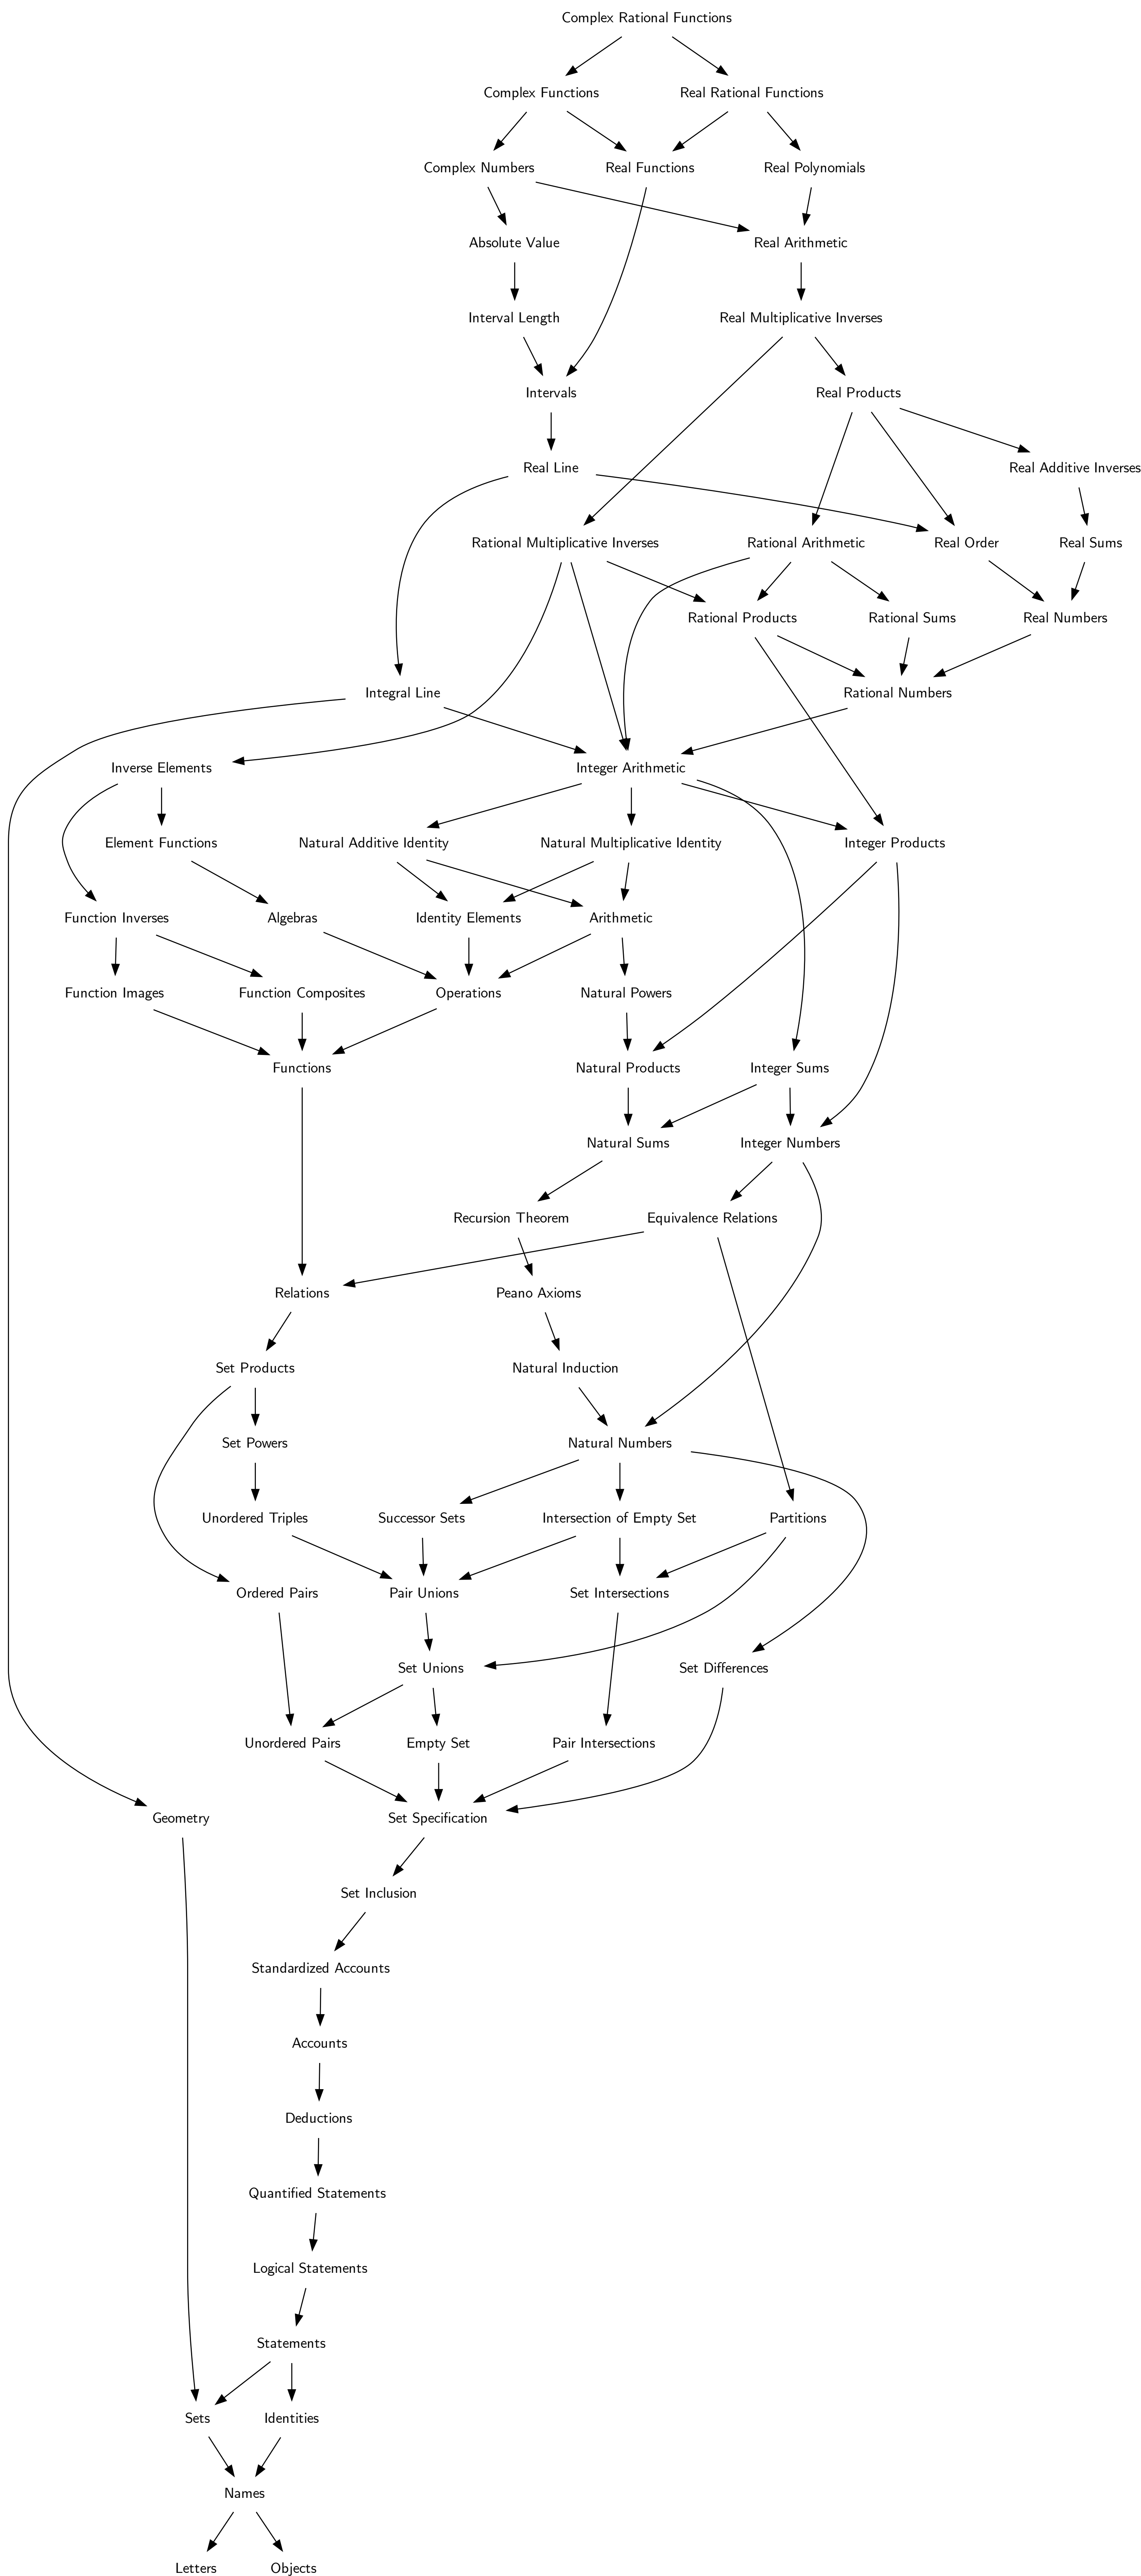 Complex Rational Functions
Complex Functions
Real Rational Functions
Complex Numbers
Real Functions
Real Polynomials
Absolute Value
Real Arithmetic
Interval Length
Real Multiplicative Inverses
Intervals
Real Products
Real Line
Real Additive Inverses
Rational Multiplicative Inverses
Rational Arithmetic
Real Order
Real Sums
Rational Products
Rational Sums
Real Numbers
Integral Line
Rational Numbers
Inverse Elements
Integer Arithmetic
Element Functions
Natural Additive Identity
Natural Multiplicative Identity
Integer Products
Function Inverses
Algebras
Identity Elements
Arithmetic
Function Images
Function Composites
Operations
Natural Powers
Functions
Natural Products
Integer Sums
Natural Sums
Integer Numbers
Recursion Theorem
Equivalence Relations
Relations
Peano Axioms
Set Products
Natural Induction
Set Powers
Natural Numbers
Unordered Triples
Successor Sets
Intersection of Empty Set
Partitions
Ordered Pairs
Pair Unions
Set Intersections
Set Unions
Set Differences
Unordered Pairs
Empty Set
Pair Intersections
Geometry
Set Specification
Set Inclusion
Standardized Accounts
Accounts
Deductions
Quantified Statements
Logical Statements
Statements
Sets
Identities
Names
Letters
Objects